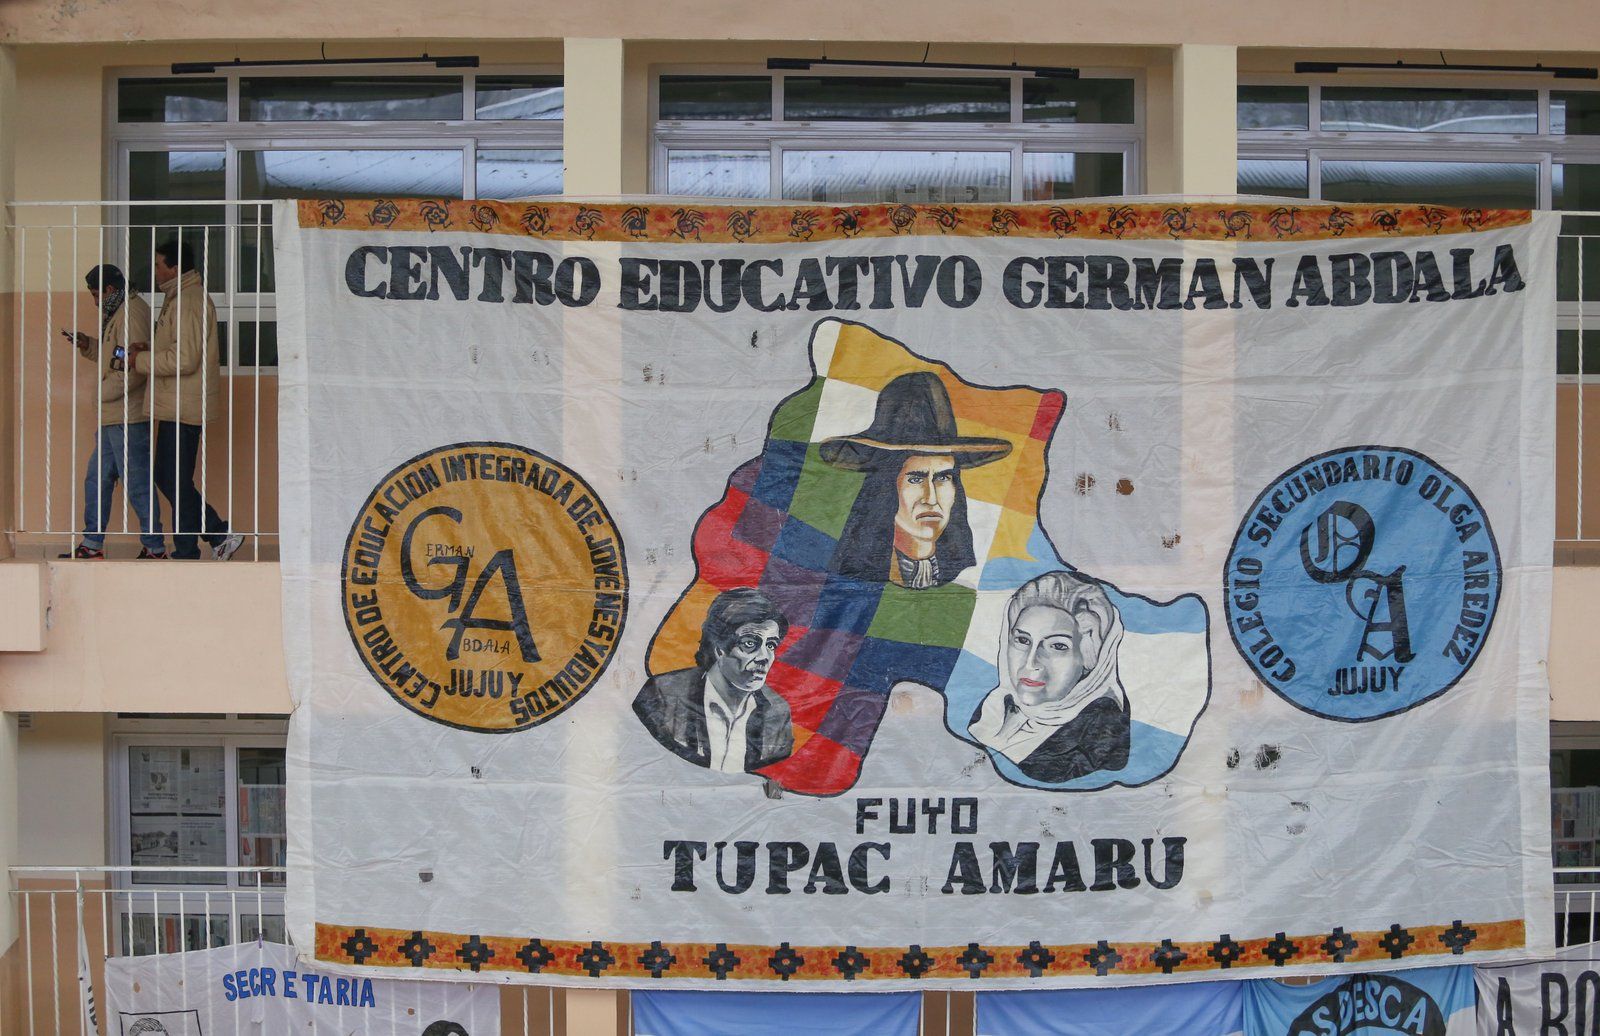 CENTRO EDUCATIVO GERMAN ABDALA
CENTRO DE EDUCACION INTEGRADA DE JOVENES Y ADULTOS
GERMAN
ABDALA
JUJUY
COLEGIO SECUNDARIO OLGA AREDEZ
OA
JUJUY
FUYO
TUPAC AMARU
SECRETARIA
DESCA
A